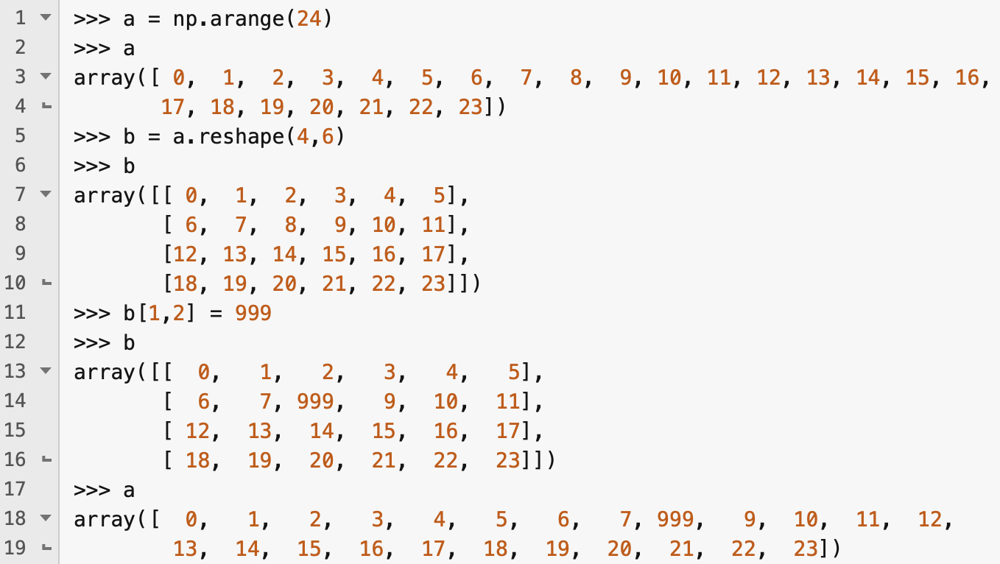 1 >>> a = np.arange(24)
2 >>> a
3 array([ 0,  1,  2,  3,  4,  5,  6,  7,  8,  9, 10, 11, 12, 13, 14, 15, 16,
4        17, 18, 19, 20, 21, 22, 23])
5 >>> b = a.reshape(4,6)
6 >>> b
7 array([[ 0,  1,  2,  3,  4,  5],
8        [ 6,  7,  8,  9, 10, 11],
9        [12, 13, 14, 15, 16, 17],
10        [18, 19, 20, 21, 22, 23]])
11 >>> b[1,2] = 999
12 >>> b
13 array([[  0,   1,   2,   3,   4,   5],
14        [  6,   7, 999,   9,  10,  11],
15        [ 12,  13,  14,  15,  16,  17],
16        [ 18,  19,  20,  21,  22,  23]])
17 >>> a
18 array([  0,   1,   2,   3,   4,   5,   6,   7, 999,   9,  10,  11,  12,
19         13,  14,  15,  16,  17,  18,  19,  20,  21,  22,  23])